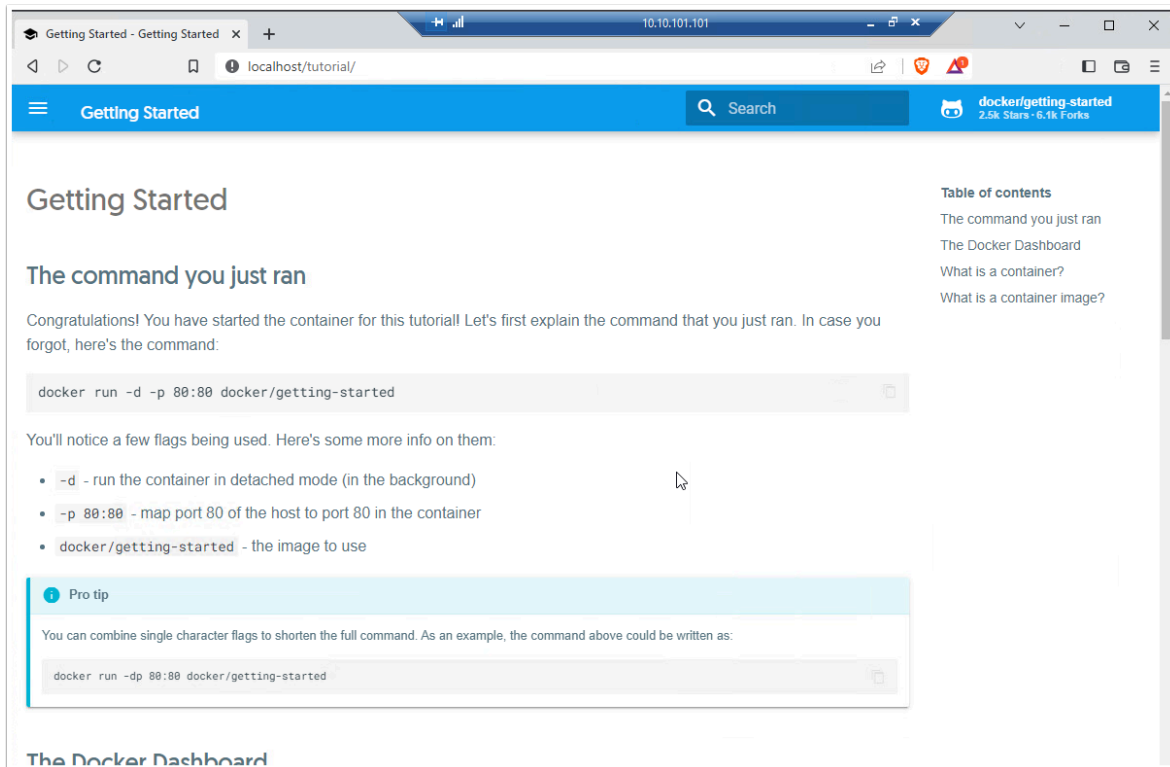 10.10.101.101
Getting Started - Getting Started
localhost/tutorial/
1
Getting Started
Search
docker/getting-started
2.5k Stars · 6.1k Forks
Getting Started
The command you just ran
Congratulations! You have started the container for this tutorial! Let's first explain the command that you just ran. In case you
forgot, here's the command:
docker run -d -p 80:80 docker/getting-started
You'll notice a few flags being used. Here's some more info on them:
-d - run the container in detached mode (in the background)
-p 80:80 - map port 80 of the host to port 80 in the container
docker/getting-started - the image to use
Pro tip
You can combine single character flags to shorten the full command. As an example, the command above could be written as:
docker run -dp 80:80 docker/getting-started
The Docker Dashboard
Table of contents
The command you just ran
The Docker Dashboard
What is a container?
What is a container image?